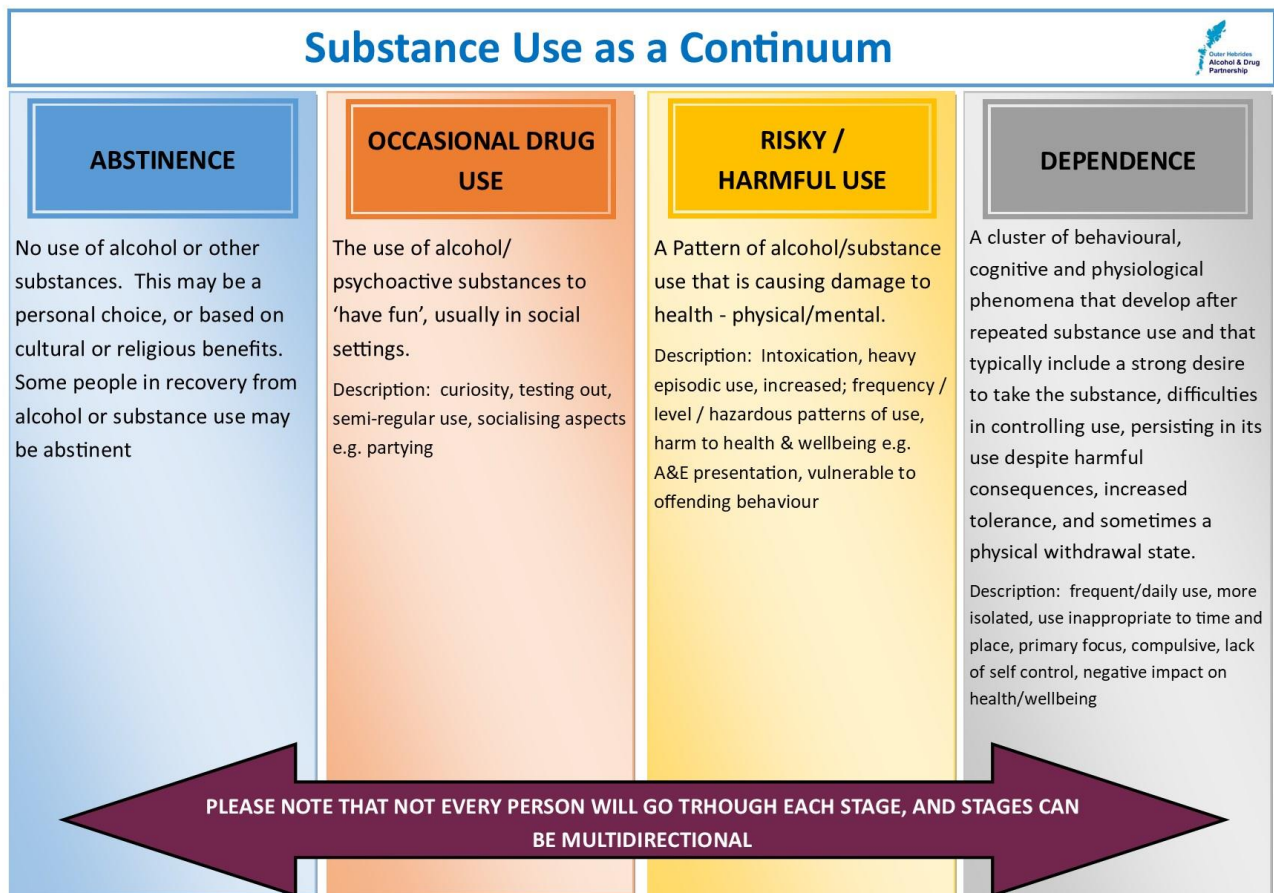 Substance Use as a Continuum
Outer Hebrides
Alcohol & Drug
Partnership
ABSTINENCE
No use of alcohol or other
substances.  This may be a
personal choice, or based on
cultural or religious benefits.
Some people in recovery from
alcohol or substance use may
be abstinent
OCCASIONAL DRUG
USE
The use of alcohol/
psychoactive substances to
‘have fun’, usually in social
settings.
Description:  curiosity, testing out,
semi-regular use, socialising aspects
e.g. partying
RISKY /
HARMFUL USE
A Pattern of alcohol/substance
use that is causing damage to
health - physical/mental.
Description:  Intoxication, heavy
episodic use, increased; frequency /
level / hazardous patterns of use,
harm to health & wellbeing e.g.
A&E presentation, vulnerable to
offending behaviour
DEPENDENCE
A cluster of behavioural,
cognitive and physiological
phenomena that develop after
repeated substance use and that
typically include a strong desire
to take the substance, difficulties
in controlling use, persisting in its
use despite harmful
consequences, increased
tolerance, and sometimes a
physical withdrawal state.
Description:  frequent/daily use, more
isolated, use inappropriate to time and
place, primary focus, compulsive, lack
of self control, negative impact on
health/wellbeing
PLEASE NOTE THAT NOT EVERY PERSON WILL GO TRHOUGH EACH STAGE, AND STAGES CAN
BE MULTIDIRECTIONAL